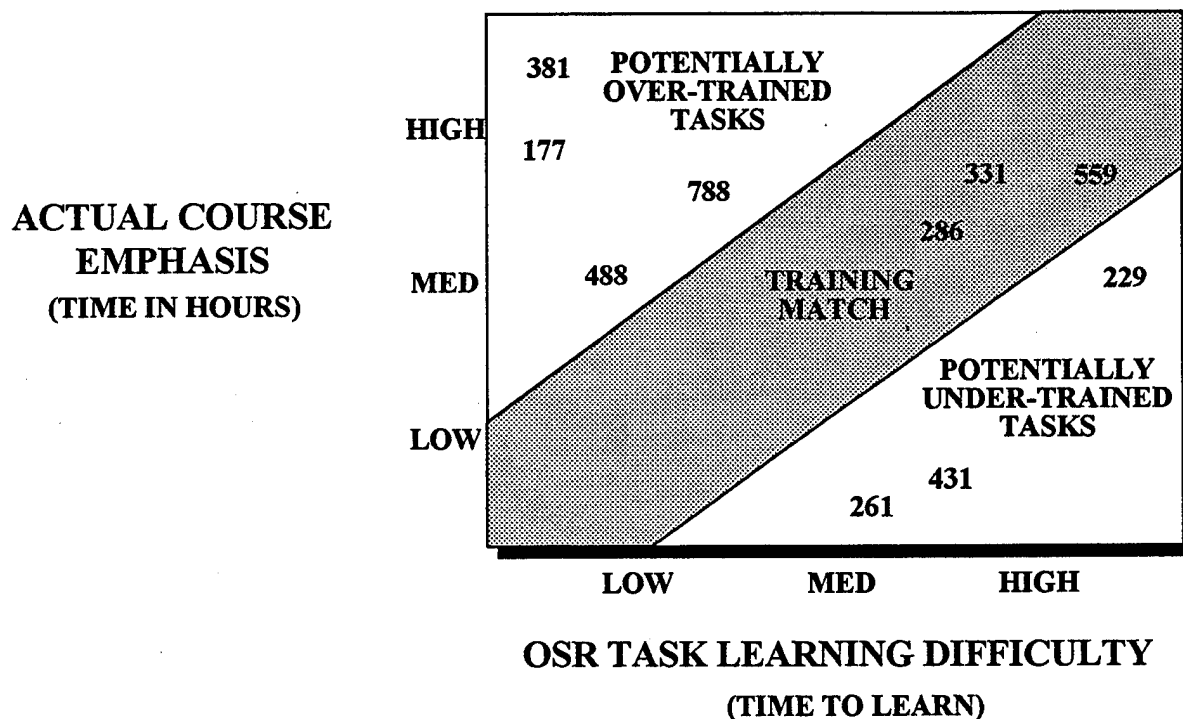 381
POTENTIALLY
OVER-TRAINED
TASKS
HIGH
177
331
559
788
ACTUAL COURSE
EMPHASIS
(TIME IN HOURS)
286
MED
488
TRAINING
MATCH
229
POTENTIALLY
UNDER-TRAINED
TASKS
LOW
431
261
LOW
MED
HIGH
OSR TASK LEARNING DIFFICULTY
(TIME TO LEARN)